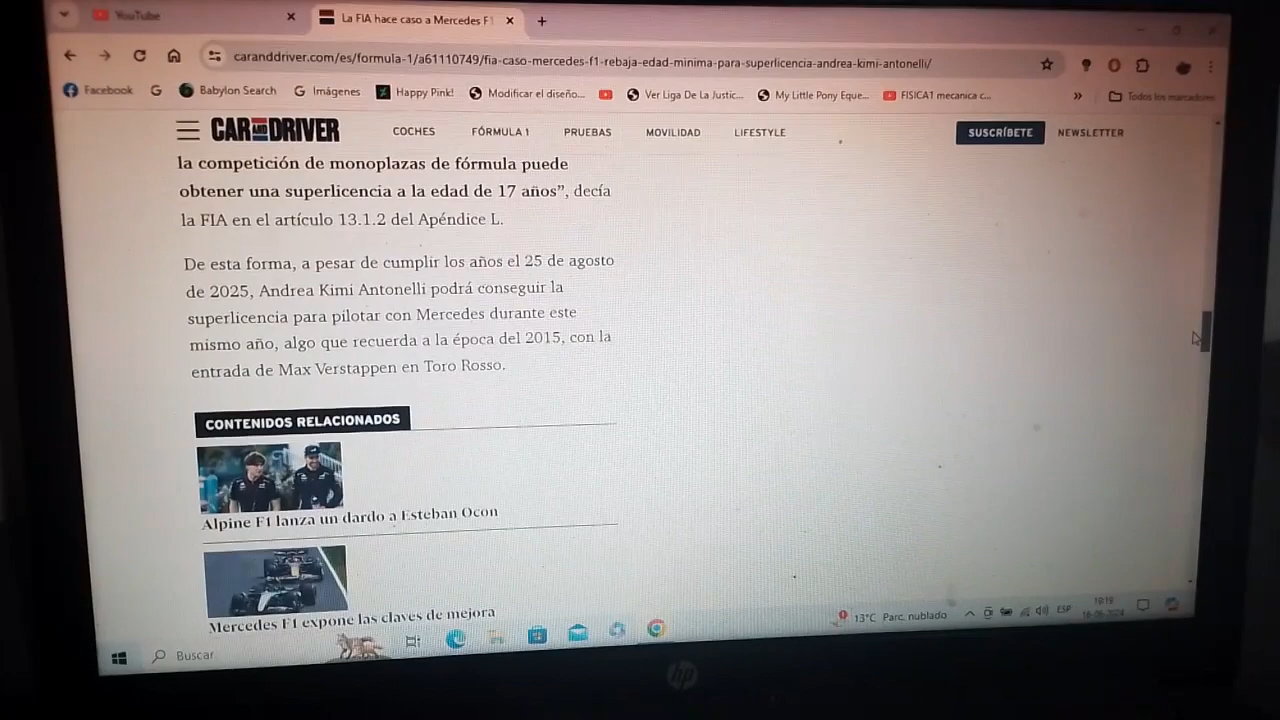 YouTube
La FIA hace caso a Mercedes F1
caranddriver.com/es/formula-1/a61110749/fia-caso-mercedes-f1-rebaja-edad-minima-para-superlicencia-andrea-kimi-antonelli/
Facebook
Babylon Search
Imágenes
Happy Pink!
Modificar el diseño...
Ver Liga De La Justic...
My Little Pony Eque...
FISICA1 mecanica c...
»
Todos los marcadores
CAR AND DRIVER
COCHES
FÓRMULA 1
PRUEBAS
MOVILIDAD
LIFESTYLE
SUSCRÍBETE
NEWSLETTER
la competición de monoplazas de fórmula puede
obtener una superlicencia a la edad de 17 años”, decía
la FIA en el artículo 13.1.2 del Apéndice L.
De esta forma, a pesar de cumplir los años el 25 de agosto
de 2025, Andrea Kimi Antonelli podrá conseguir la
superlicencia para pilotar con Mercedes durante este
mismo año, algo que recuerda a la época del 2015, con la
entrada de Max Verstappen en Toro Rosso.
CONTENIDOS RELACIONADOS
Alpine F1 lanza un dardo a Esteban Ocon
Mercedes F1 expone las claves de mejora
Buscar
13°C Parc. nublado
ESP
19:19
16-06-2024
hp